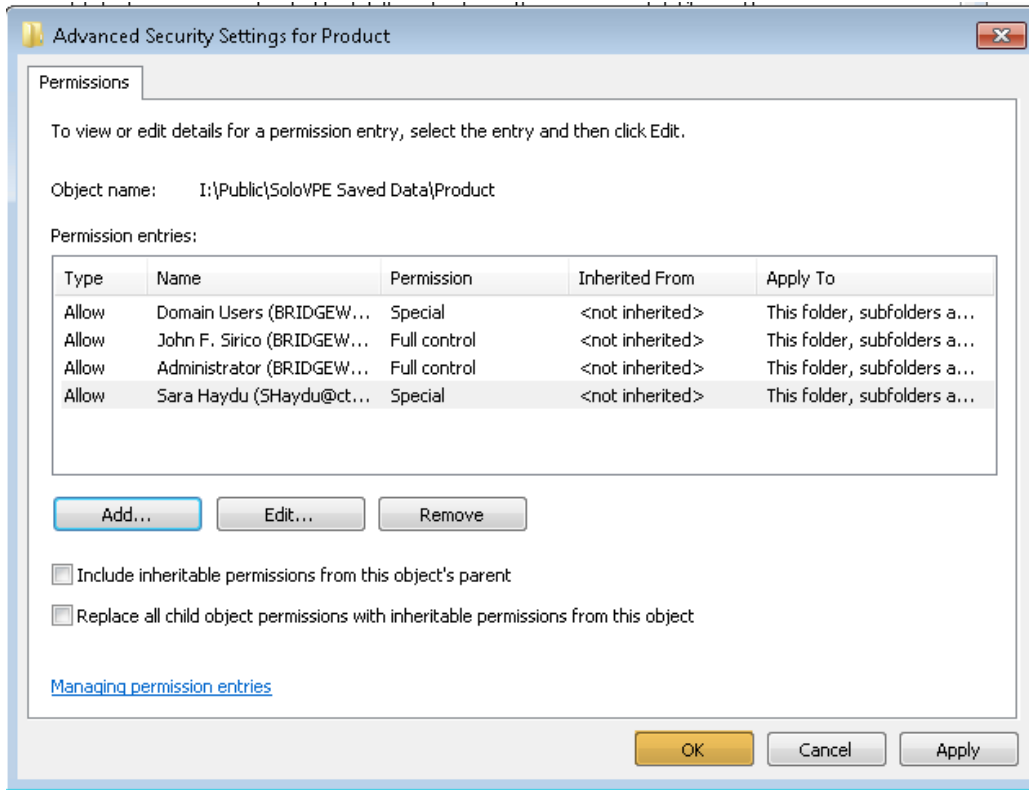 Advanced Security Settings for Product
Permissions
To view or edit details for a permission entry, select the entry and then click Edit.
Object name: I:\Public\SoloVPE Saved Data\Product
Permission entries:
Type Name Permission Inherited From Apply To
Allow Domain Users (BRIDGEW... Special <not inherited> This folder, subfolders a...
Allow John F. Sirico (BRIDGEW... Full control <not inherited> This folder, subfolders a...
Allow Administrator (BRIDGEW... Full control <not inherited> This folder, subfolders a...
Allow Sara Haydu (SHaydu@ct... Special <not inherited> This folder, subfolders a...
Add... Edit... Remove
Include inheritable permissions from this object's parent
Replace all child object permissions with inheritable permissions from this object
Managing permission entries
OK Cancel Apply